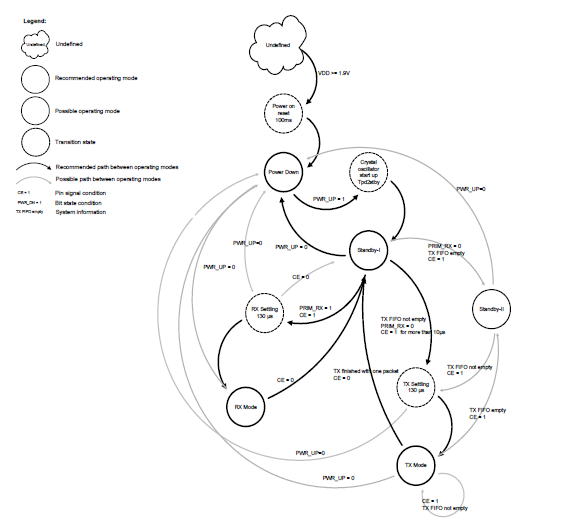 Legend:
Undefined
Undefined
Recommended operating mode
Possible operating mode
Transition state
Recommended path between operating modes
Possible path between operating modes
CE = 1
Pin signal condition
PWR_DN = 1
Bit state condition
TX FIFO empty
System information
Undefined
VDD >= 1.9V
Power on
reset
100ms
Power Down
Crystal
oscillator
start up
Tpd2stby
PWR_UP = 1
PWR_UP=0
PWR_UP=0
PWR_UP = 0
Standby-I
PRIM_RX = 0
TX FIFO empty
CE = 1
PWR_UP = 0
CE = 0
RX Settling
130 µs
PRIM_RX = 1
CE = 1
Standby-II
TX FIFO not empty
PRIM_RX = 0
CE = 1 for more than 10µs
TX finished with one packet
CE = 0
TX FIFO not empty
CE = 1
CE = 0
TX Settling
130 µs
RX Mode
TX FIFO empty
CE = 1
PWR_UP=0
TX Mode
PWR_UP = 0
CE = 1
TX FIFO not empty